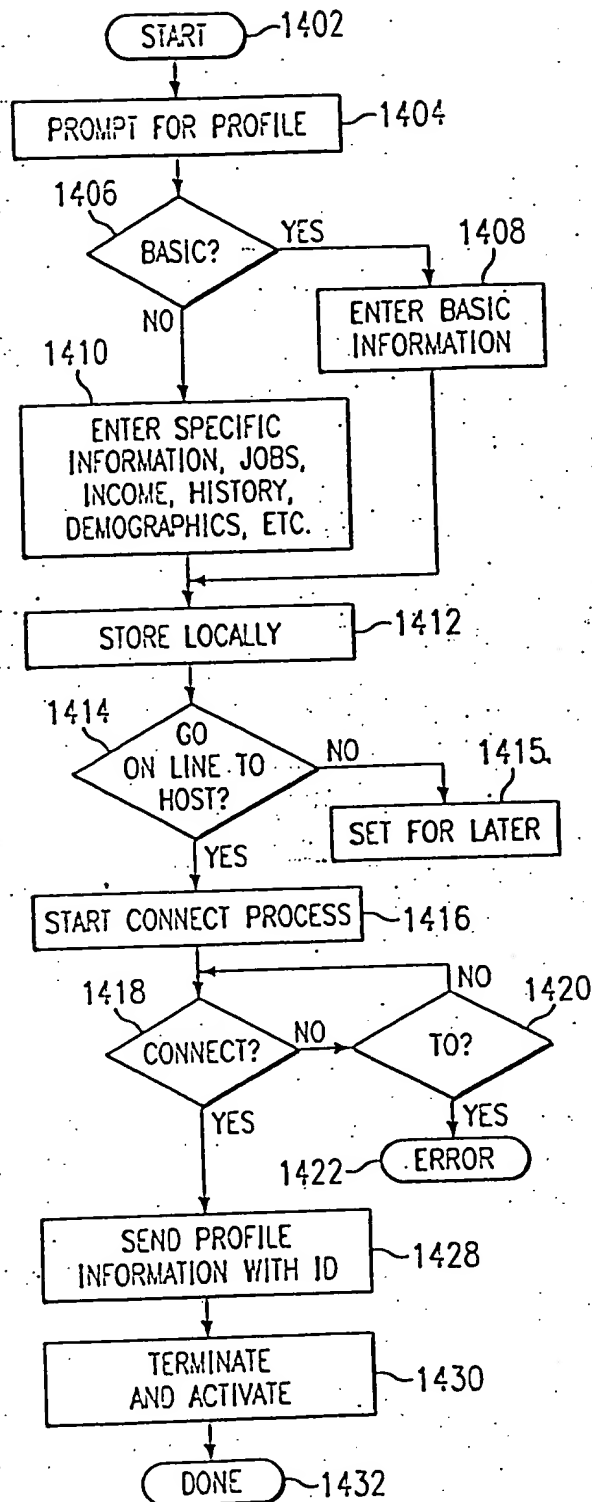 START 1402
PROMPT FOR PROFILE 1404
1406
BASIC?
YES
NO
1408
ENTER BASIC
INFORMATION
1410
ENTER SPECIFIC
INFORMATION, JOBS,
INCOME, HISTORY,
DEMOGRAPHICS, ETC.
STORE LOCALLY 1412
1414
GO
ON LINE TO
HOST?
NO
YES
1415
SET FOR LATER
START CONNECT PROCESS 1416
1418
CONNECT?
NO
YES
1420
TO?
NO
YES
1422
ERROR
SEND PROFILE
INFORMATION WITH ID
1428
TERMINATE
AND ACTIVATE
1430
DONE 1432